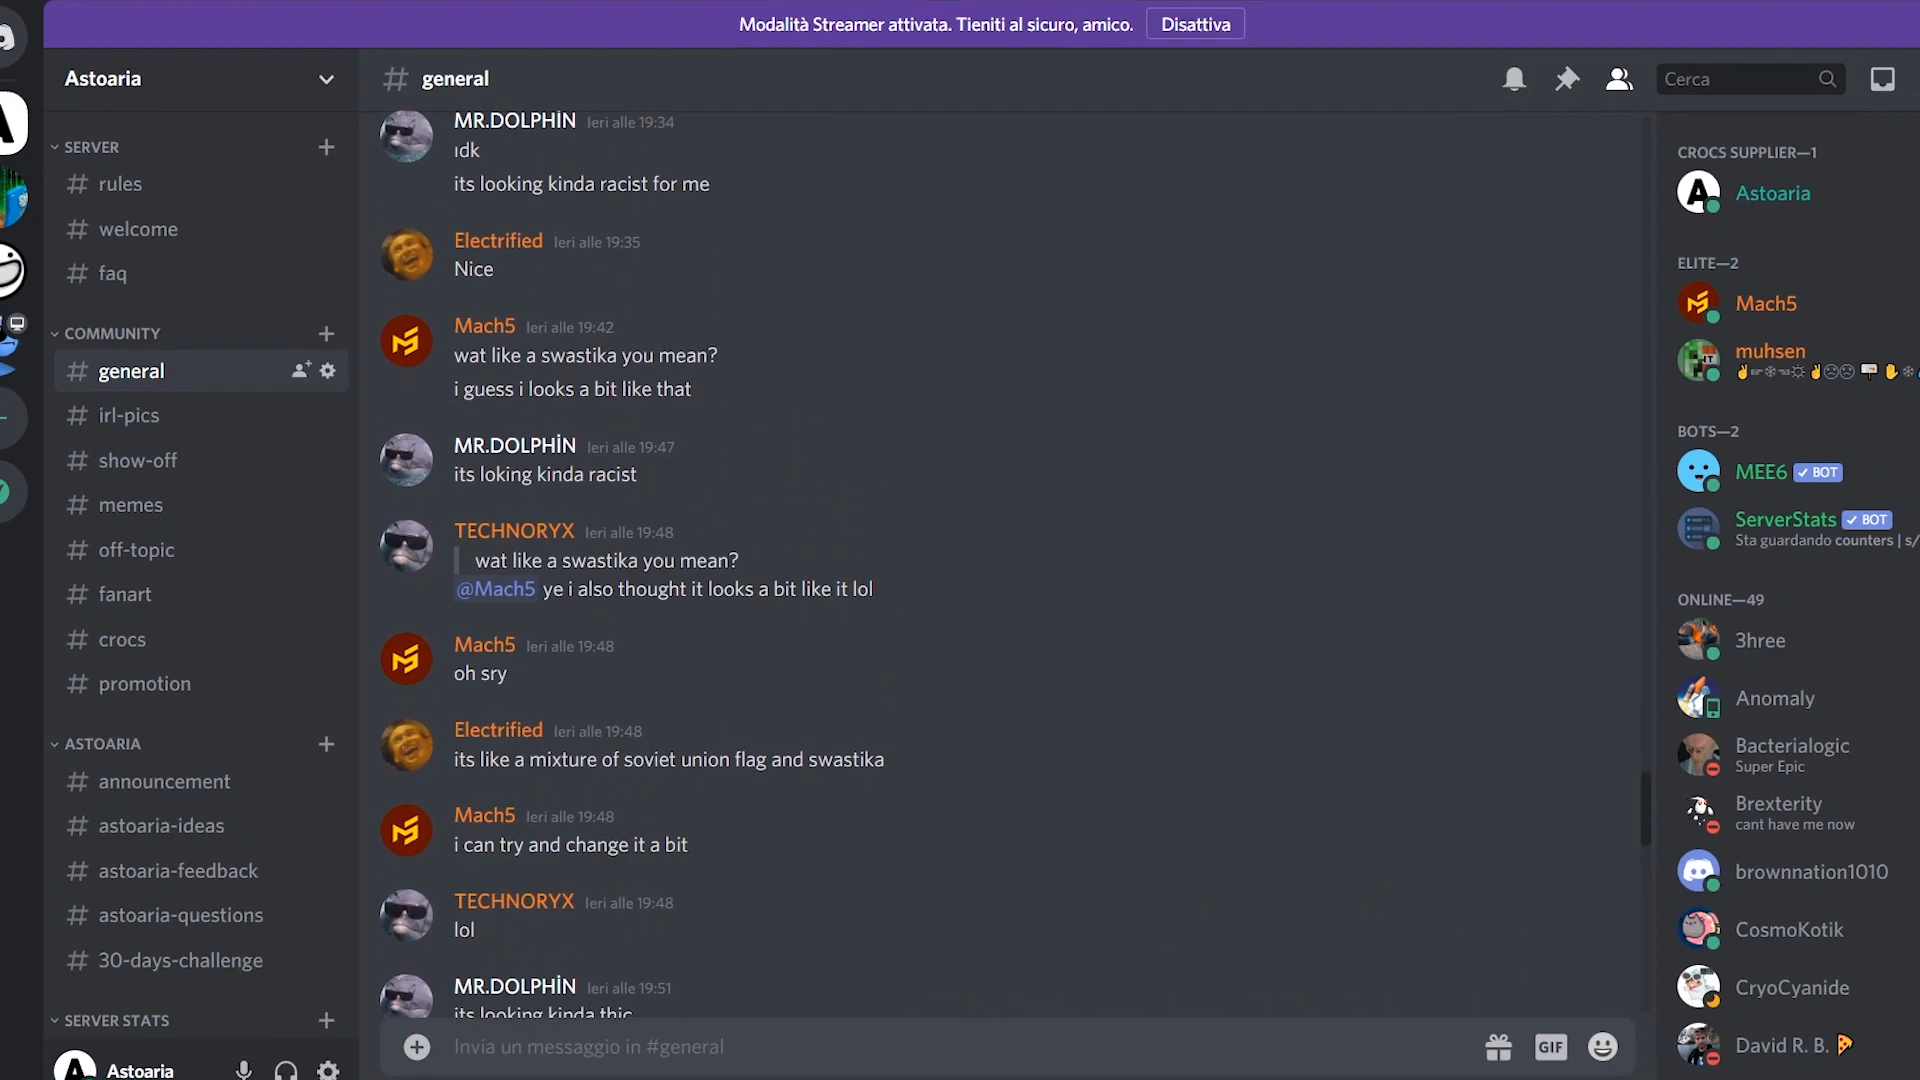 Modalità Streamer attivata. Tieniti al sicuro, amico.
Disattiva
Astoaria
SERVER
rules
welcome
faq
COMMUNITY
general
irl-pics
show-off
memes
off-topic
fanart
crocs
promotion
ASTOARIA
announcement
astoaria-ideas
astoaria-feedback
astoaria-questions
30-days-challenge
SERVER STATS
Astoaria
general
Cerca
MR.DOLPHİN Ieri alle 19:34
ıdk
its looking kinda racist for me
Electrified Ieri alle 19:35
Nice
Mach5 Ieri alle 19:42
wat like a swastika you mean?
i guess i looks a bit like that
MR.DOLPHİN Ieri alle 19:47
its loking kinda racist
TECHNORYX Ieri alle 19:48
wat like a swastika you mean?
@Mach5 ye i also thought it looks a bit like it lol
Mach5 Ieri alle 19:48
oh sry
Electrified Ieri alle 19:48
its like a mixture of soviet union flag and swastika
Mach5 Ieri alle 19:48
i can try and change it a bit
TECHNORYX Ieri alle 19:48
lol
MR.DOLPHİN Ieri alle 19:51
its looking kinda thic
Invia un messaggio in #general
GIF
CROCS SUPPLIER—1
Astoaria
ELITE—2
Mach5
muhsen
BOTS—2
MEE6 BOT
ServerStats BOT
Sta guardando counters | s/
ONLINE—49
3hree
Anomaly
Bacterialogic
Super Epic
Brexterity
cant have me now
brownnation1010
CosmoKotik
CryoCyanide
David R. B.